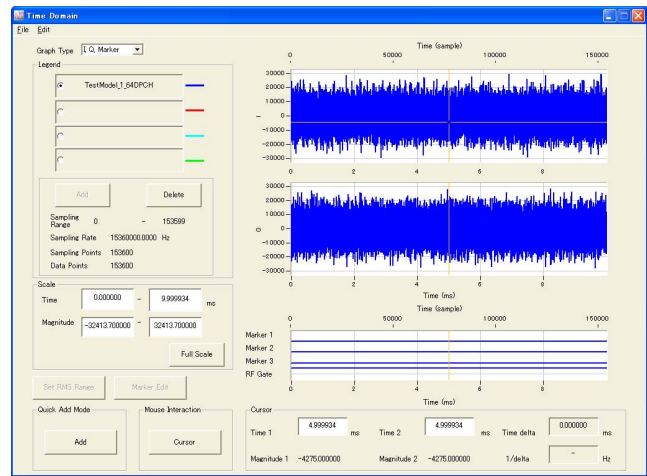 Time Domain
File Edit
Graph Type I, Q, Marker
Legend
TestModel_1_64DPCH
Add Delete
Sampling Range 0 - 153599
Sampling Rate 15360000.0000 Hz
Sampling Points 153600
Data Points 153600
Scale
Time 0.000000 - 9.999934 ms
Magnitude -32413.700000 - 32413.700000
Full Scale
Set RMS Range Marker Edit
Quick Add Mode
Add
Mouse Interaction
Cursor
Time (sample)
0 50000 100000 150000
I
30000
20000
10000
0
-10000
-20000
-30000
0 2 4 6 8
Q
30000
20000
10000
0
-10000
-20000
-30000
0 2 4 6 8
Time (ms)
Time (sample)
0 50000 100000 150000
Marker 1
Marker 2
Marker 3
RF Gate
0 2 4 6 8
Time (ms)
Cursor
Time 1 4.999934 ms Time 2 4.999934 ms Time delta 0.000000 ms
Magnitude 1 -4275.000000 Magnitude 2 -4275.000000 1/delta - Hz